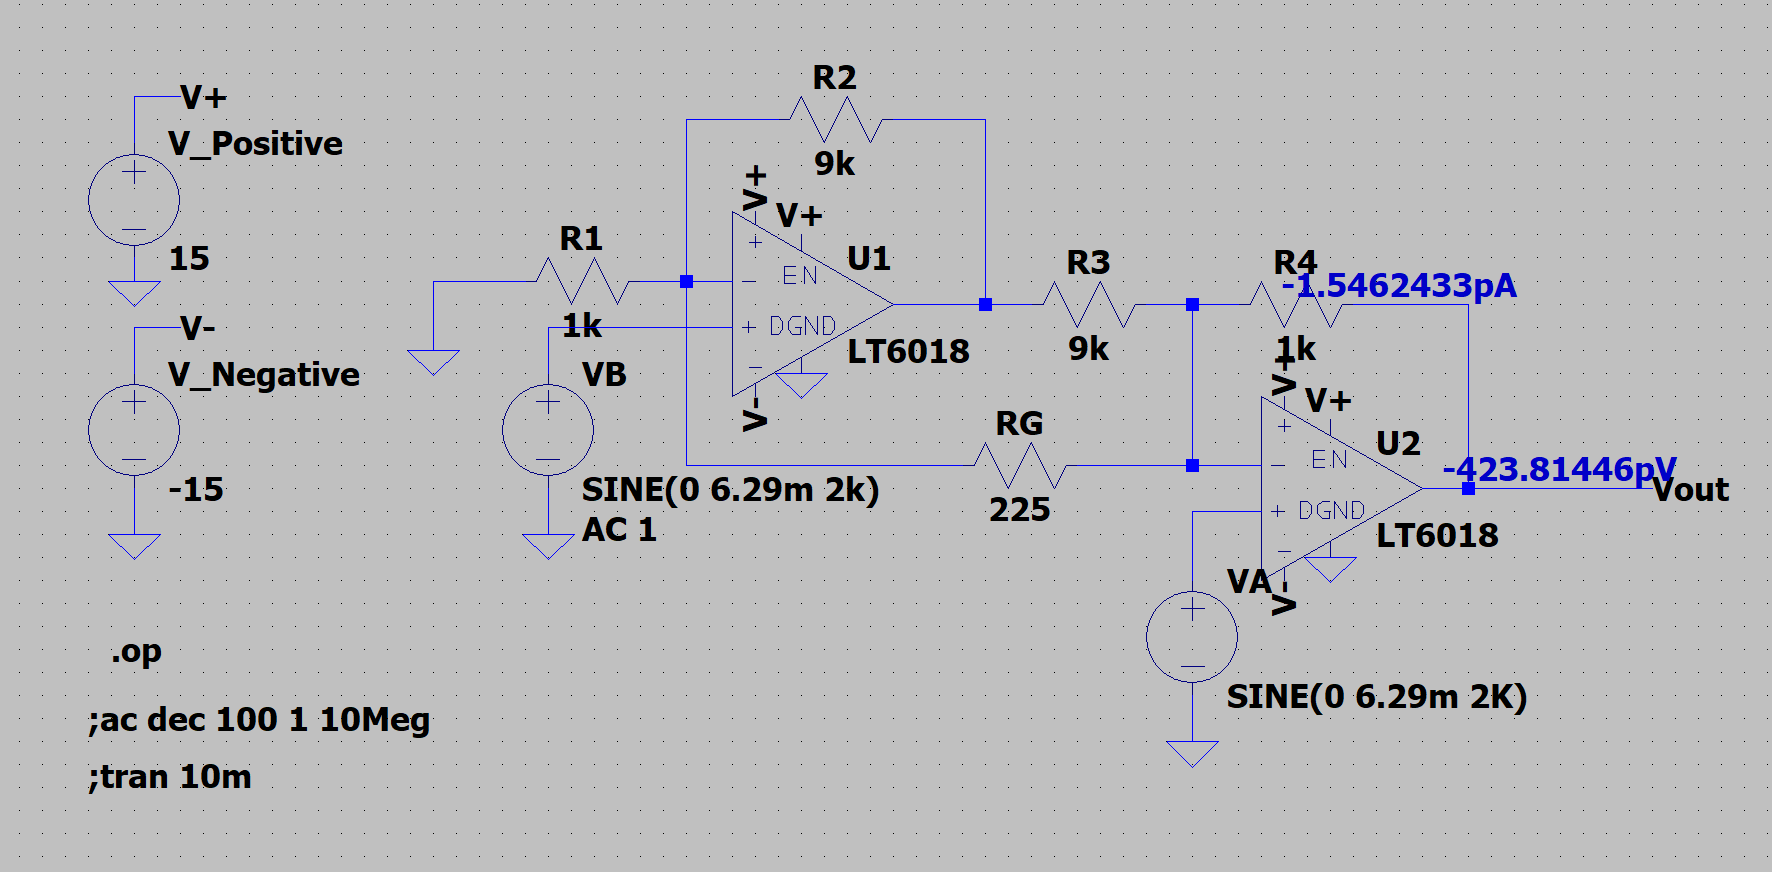 V+
V_Positive
15
V-
V_Negative
-15
R2
9k
V+
V+
EN
DGND
U1
LT6018
V-
R1
1k
VB
SINE(0 6.29m 2k)
AC 1
R3
9k
R4
-1.5462433pA
1k
RG
225
V+
V+
EN
DGND
U2
LT6018
V-
-423.81446pV
Vout
VA
SINE(0 6.29m 2K)
.op
;ac dec 100 1 10Meg
;tran 10m